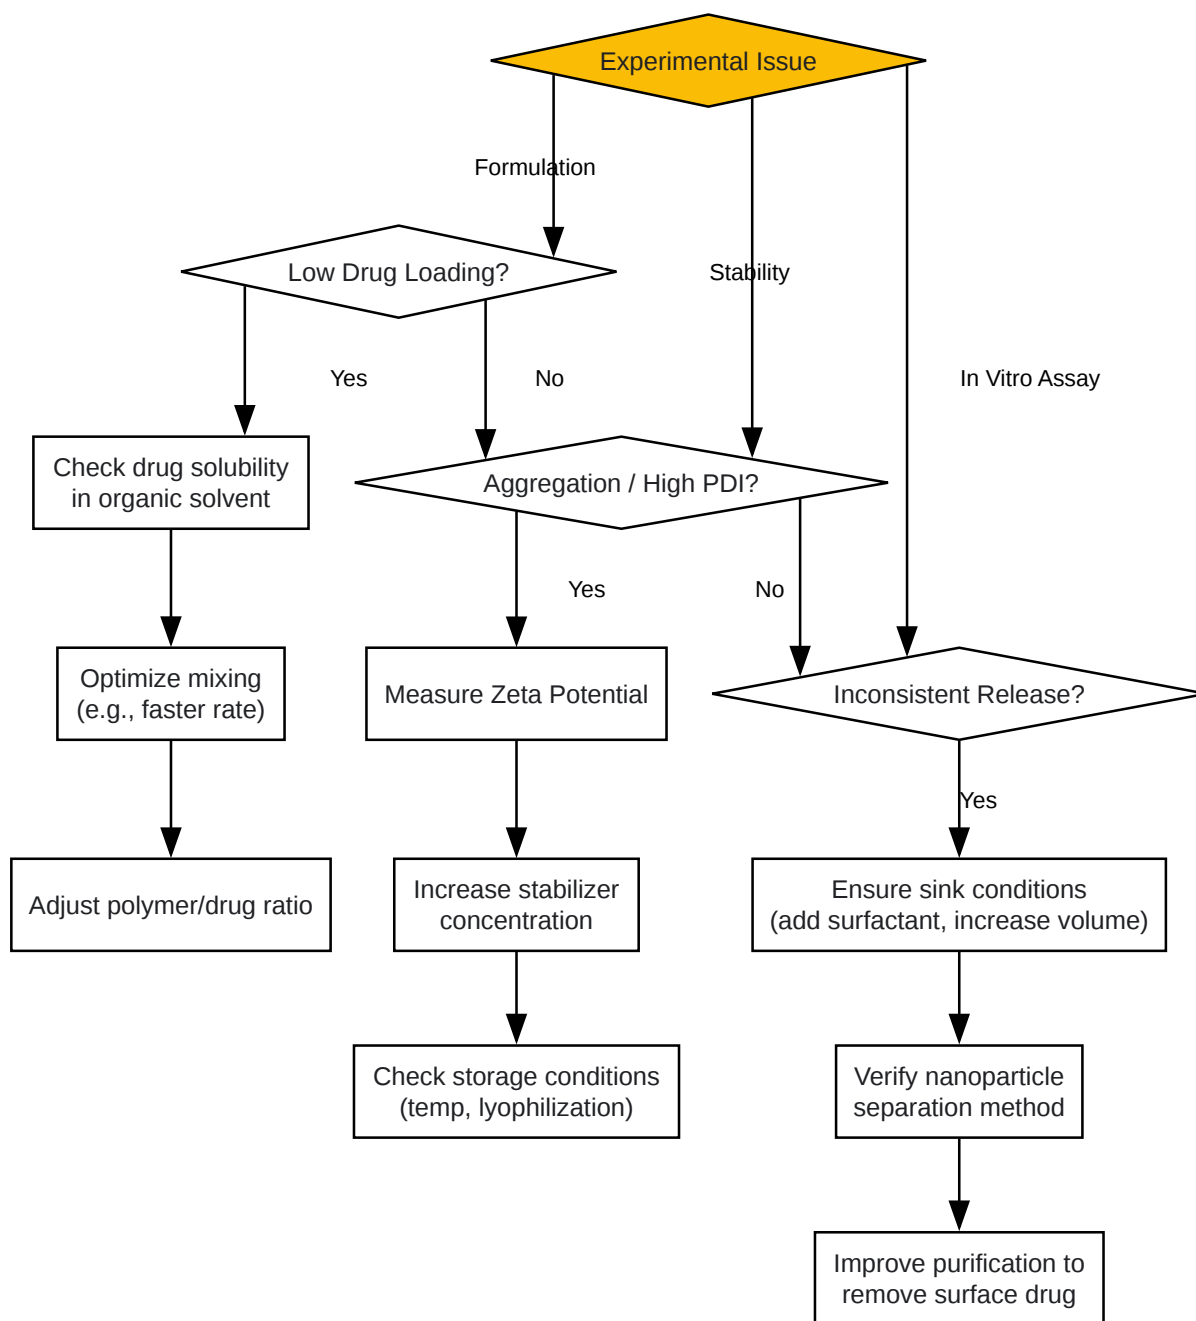 Experimental Issue
Formulation
Low Drug Loading?
Stability
Yes
No
In Vitro Assay
Check drug solubility
in organic solvent
Aggregation / High PDI?
Yes
No
Optimize mixing
(e.g., faster rate)
Measure Zeta Potential
Inconsistent Release?
Yes
Adjust polymer/drug ratio
Increase stabilizer
concentration
Ensure sink conditions
(add surfactant, increase volume)
Check storage conditions
(temp, lyophilization)
Verify nanoparticle
separation method
Improve purification to
remove surface drug